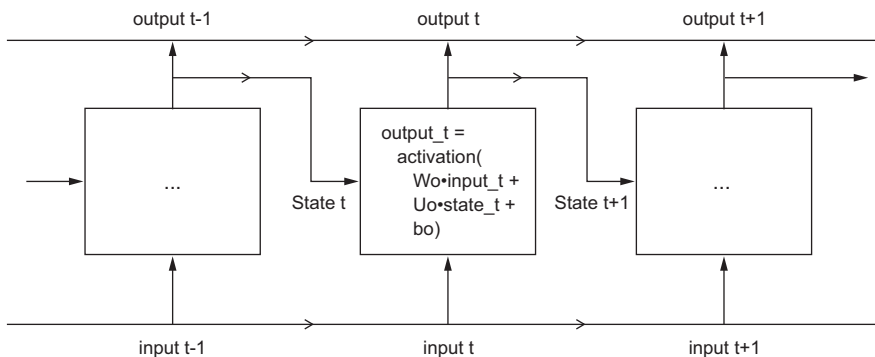 output t-1
output t
output t+1
...
output_t =
activation(
Wo•input_t +
Uo•state_t +
bo)
...
State t
State t+1
input t-1
input t
input t+1